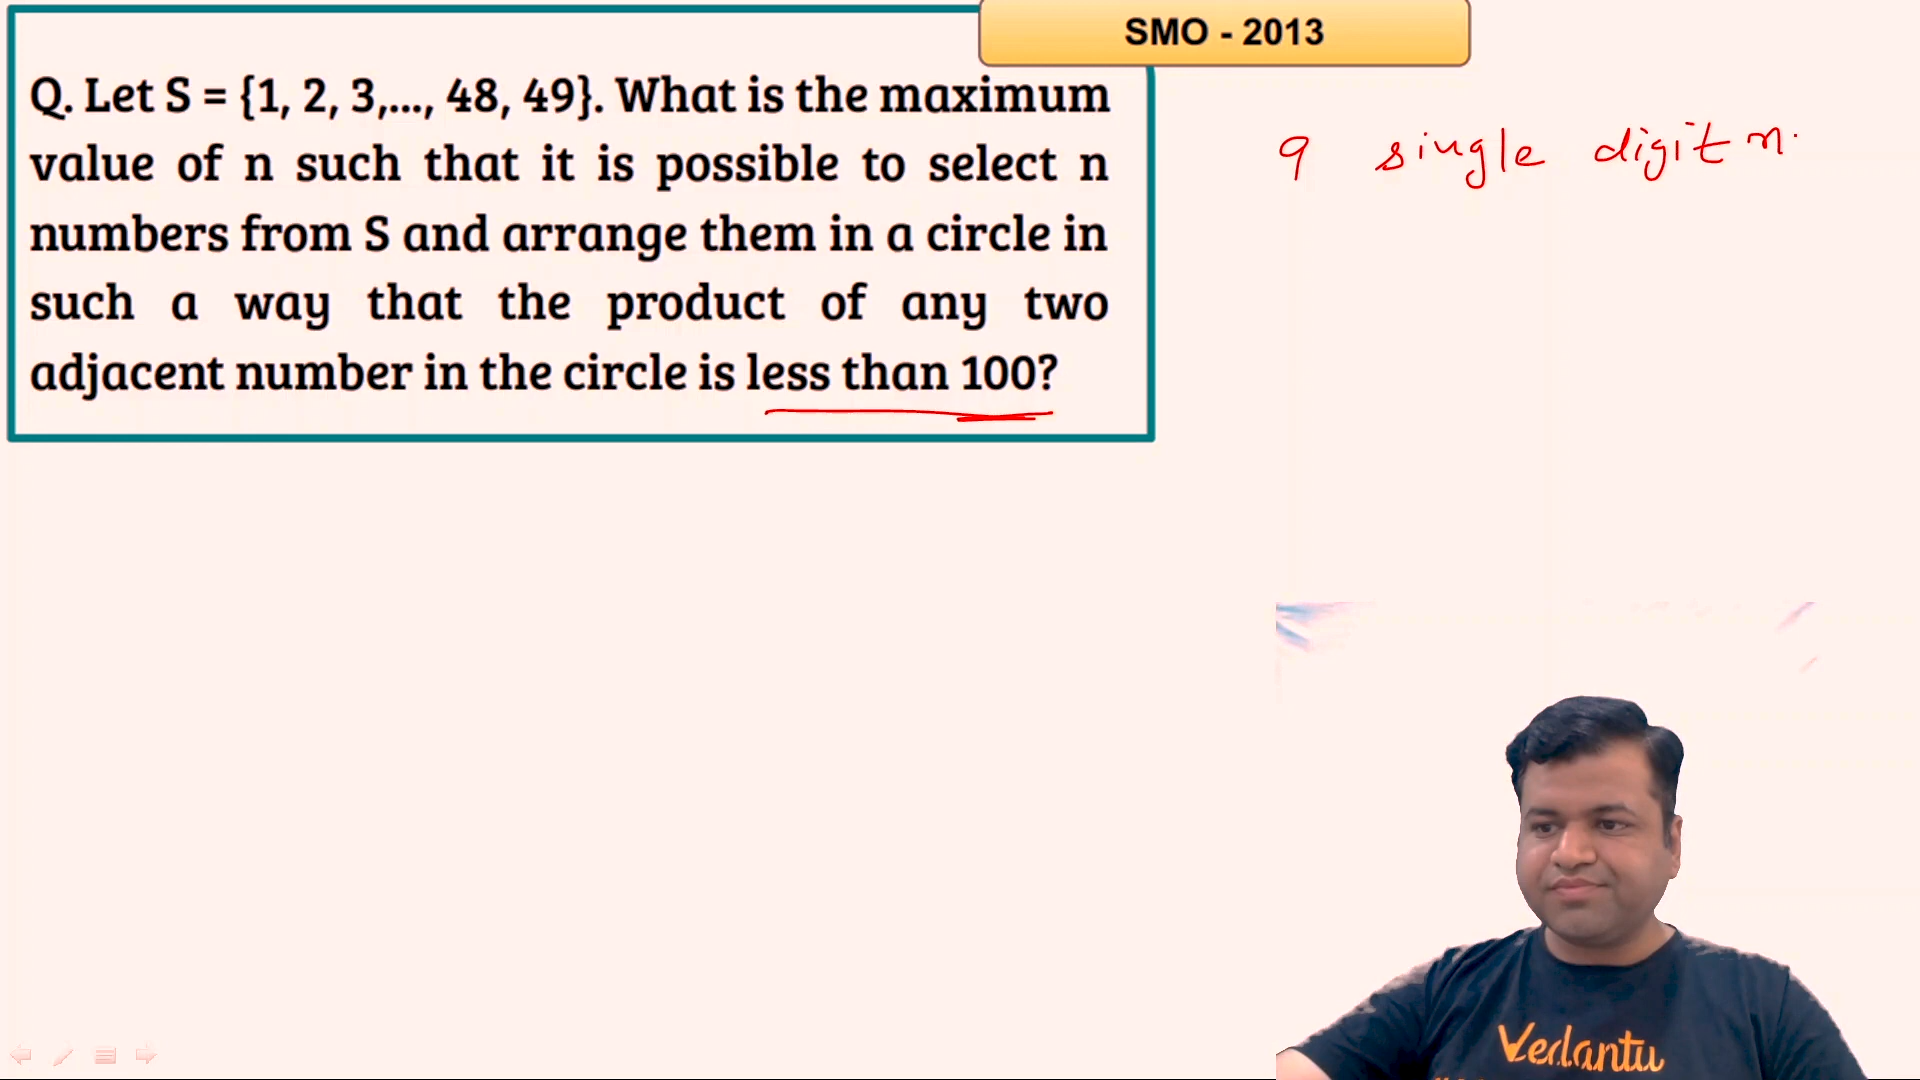 SMO - 2013
Q. Let S = {1, 2, 3,..., 48, 49}. What is the maximum
value of n such that it is possible to select n
numbers from S and arrange them in a circle in
such a way that the product of any two
adjacent number in the circle is less than 100?
9 single digit n.
Vedantu